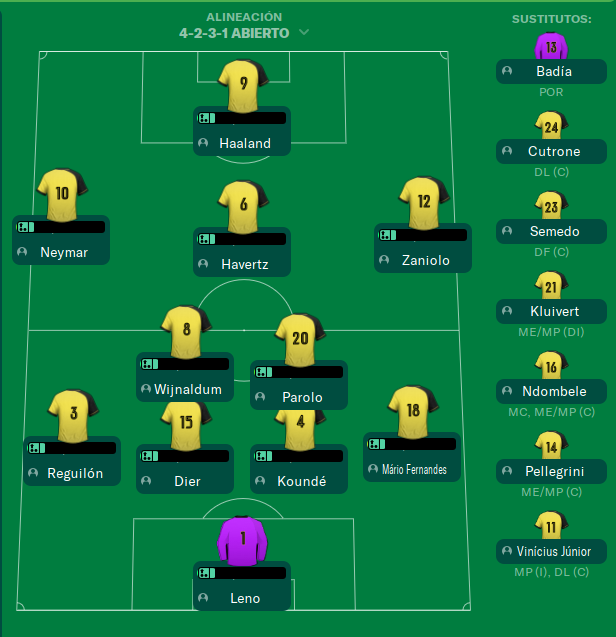 ALINEACIÓN
4-2-3-1 ABIERTO
9
Haaland
10
Neymar
6
Havertz
12
Zaniolo
8
Wijnaldum
20
Parolo
3
Reguilón
15
Dier
4
Koundé
18
Mário Fernandes
1
Leno
SUSTITUTOS:
13
Badía
POR
24
Cutrone
DL (C)
23
Semedo
DF (C)
21
Kluivert
ME/MP (DI)
16
Ndombele
MC, ME/MP (C)
14
Pellegrini
ME/MP (C)
11
Vinícius Júnior
MP (I), DL (C)